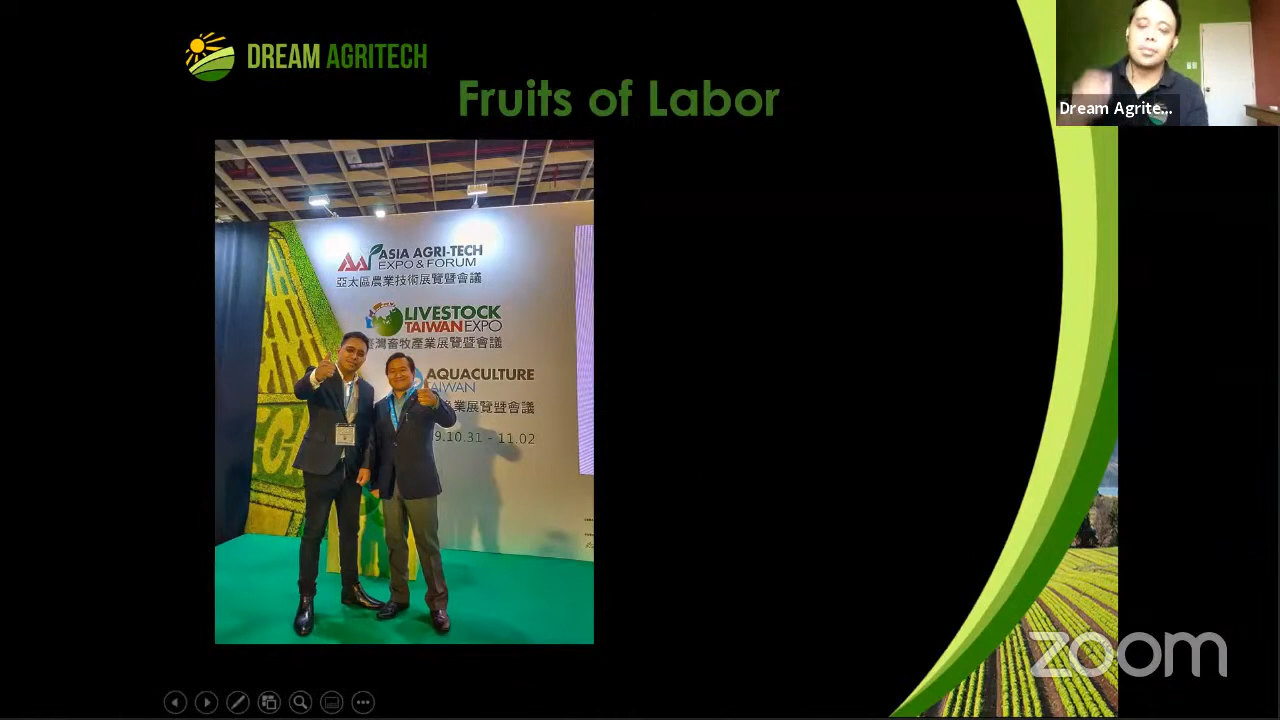 DREAM AGRITECH
Fruits of Labor
Dream Agrite...
ASIA AGRI-TECH
EXPO & FORUM
亞太區農業技術展覽暨會議
LIVESTOCK
TAIWAN EXPO
臺灣畜牧產業展覽暨會議
AQUACULTURE
TAIWAN
漁業展覽暨會議
9.10.31 - 11.02
zoom